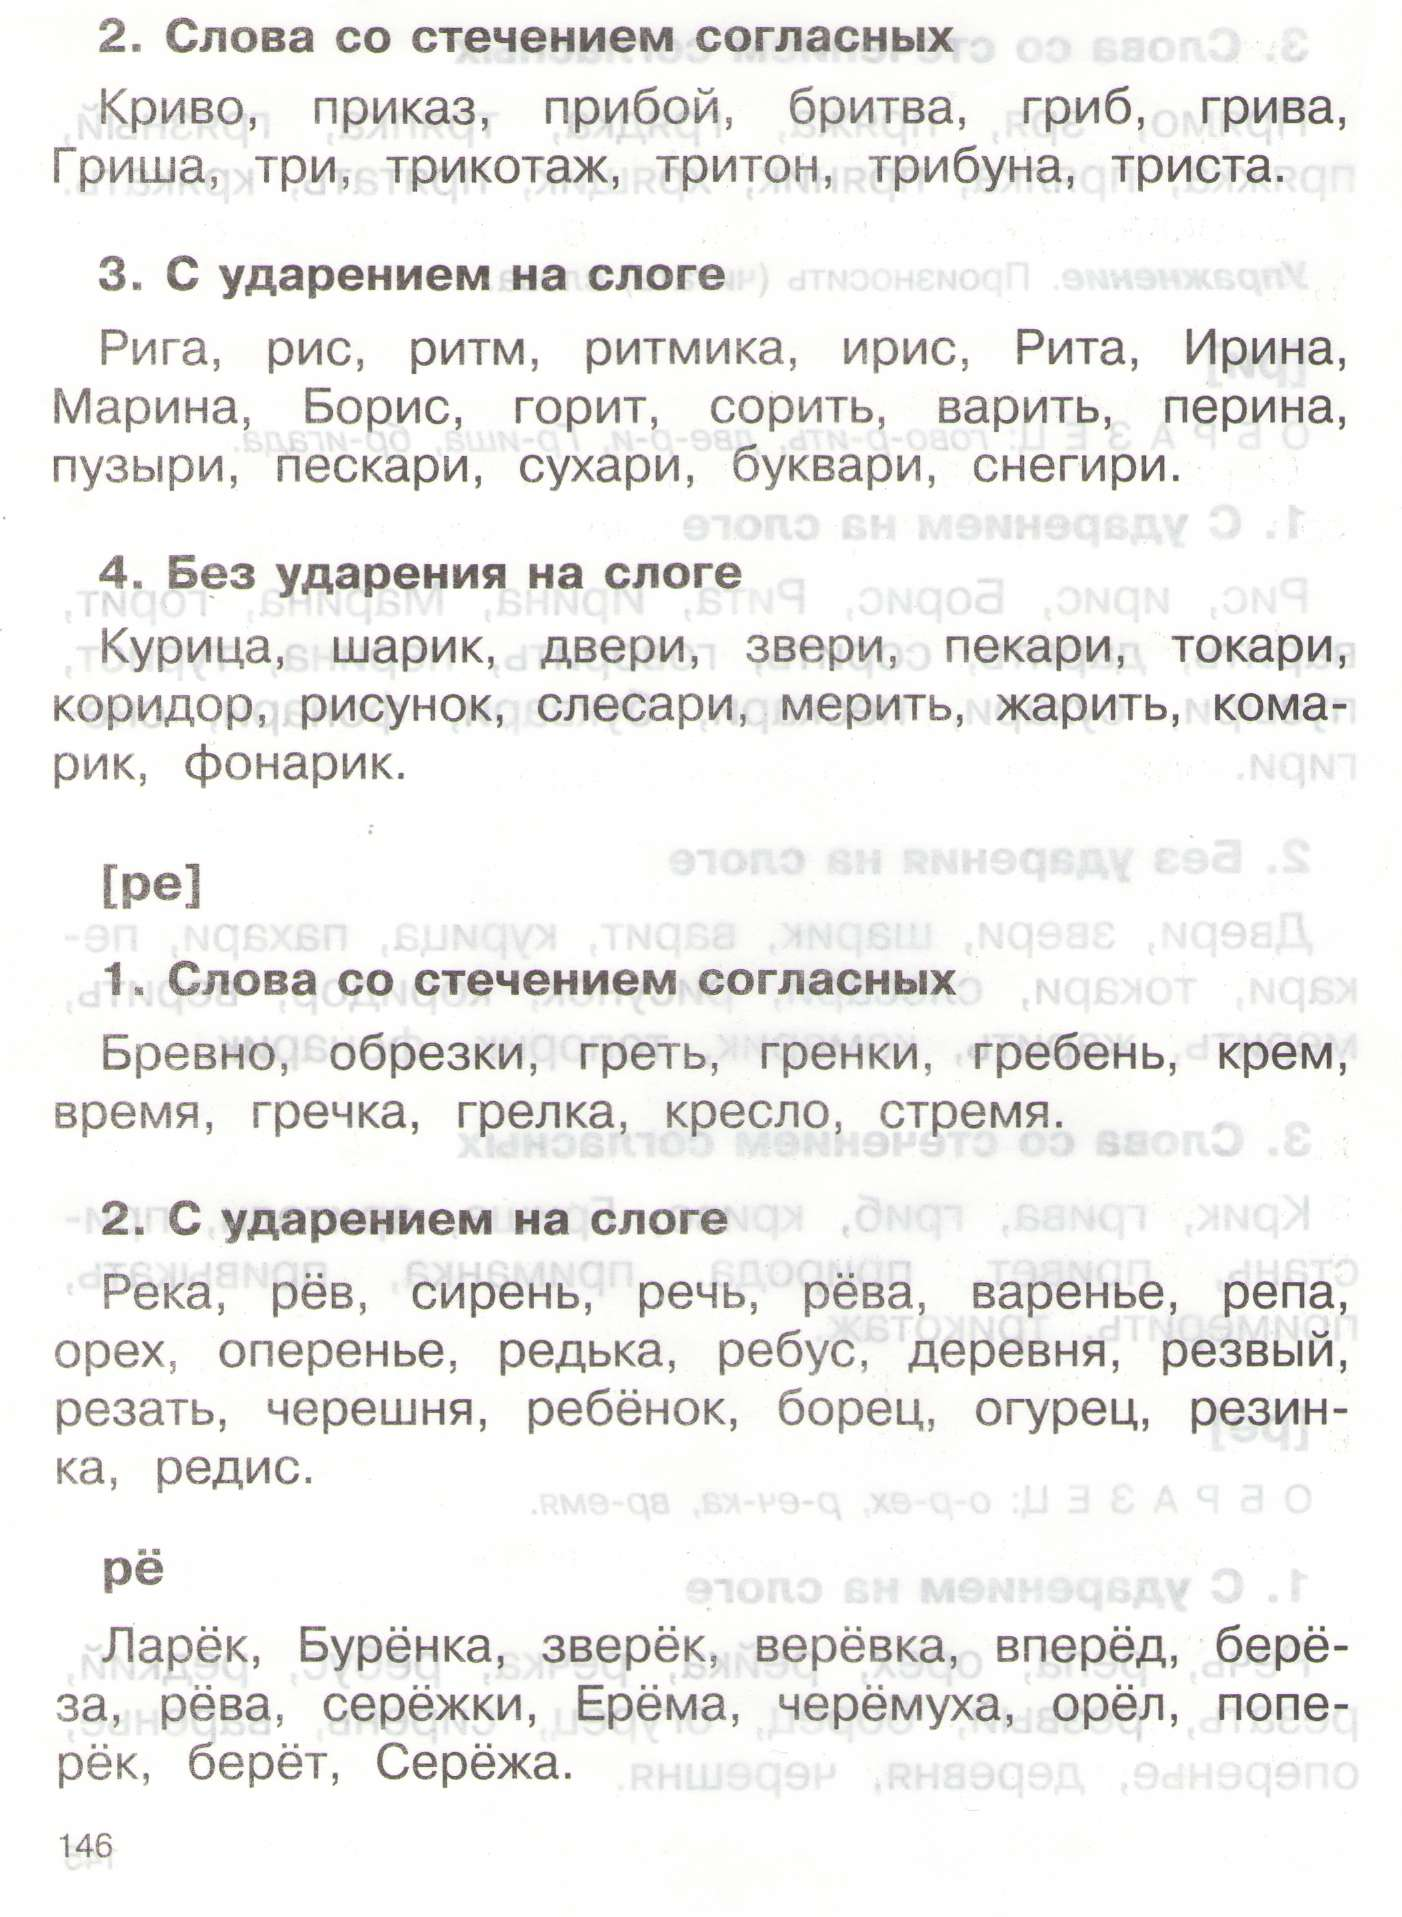 2. Слова со стечением согласных
Криво, приказ, прибой, бритва, гриб, грива,
Гриша, три, трикотаж, тритон, трибуна, триста.
3. С ударением на слоге
Рига, рис, ритм, ритмика, ирис, Рита, Ирина,
Марина, Борис, горит, сорить, варить, перина,
пузыри, пескари, сухари, буквари, снегири.
4. Без ударения на слоге
Курица, шарик, двери, звери, пекари, токари,
коридор, рисунок, слесари, мерить, жарить, кома-
рик, фонарик.
[ре]
1. Слова со стечением согласных
Бревно, обрезки, греть, гренки, гребень, крем,
время, гречка, грелка, кресло, стремя.
2. С ударением на слоге
Река, рёв, сирень, речь, рёва, варенье, репа,
орех, оперенье, редька, ребус, деревня, резвый,
резать, черешня, ребёнок, борец, огурец, резин-
ка, редис.
рё
Ларёк, Бурёнка, зверёк, верёвка, вперёд, берё-
за, рёва, серёжки, Ерёма, черёмуха, орёл, попе-
рёк, берёт, Серёжа.
146